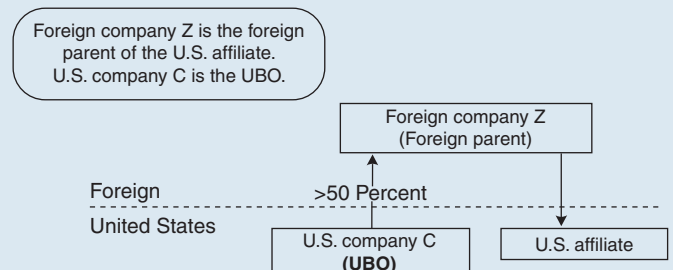 Foreign company Z is the foreign
parent of the U.S. affiliate.
U.S. company C is the UBO.
Foreign company Z
(Foreign parent)
Foreign
>50 Percent
United States
U.S. company C
(UBO)
U.S. affiliate